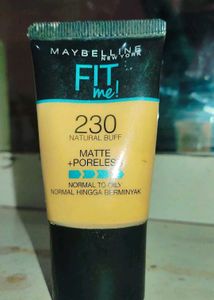 MAYBELLINE
NEW YORK
FIT
me!
230
NATURAL BUFF
MATTE
+PORELESS
NORMAL TO OILY
NORMAL HINGGA BERMINYAK